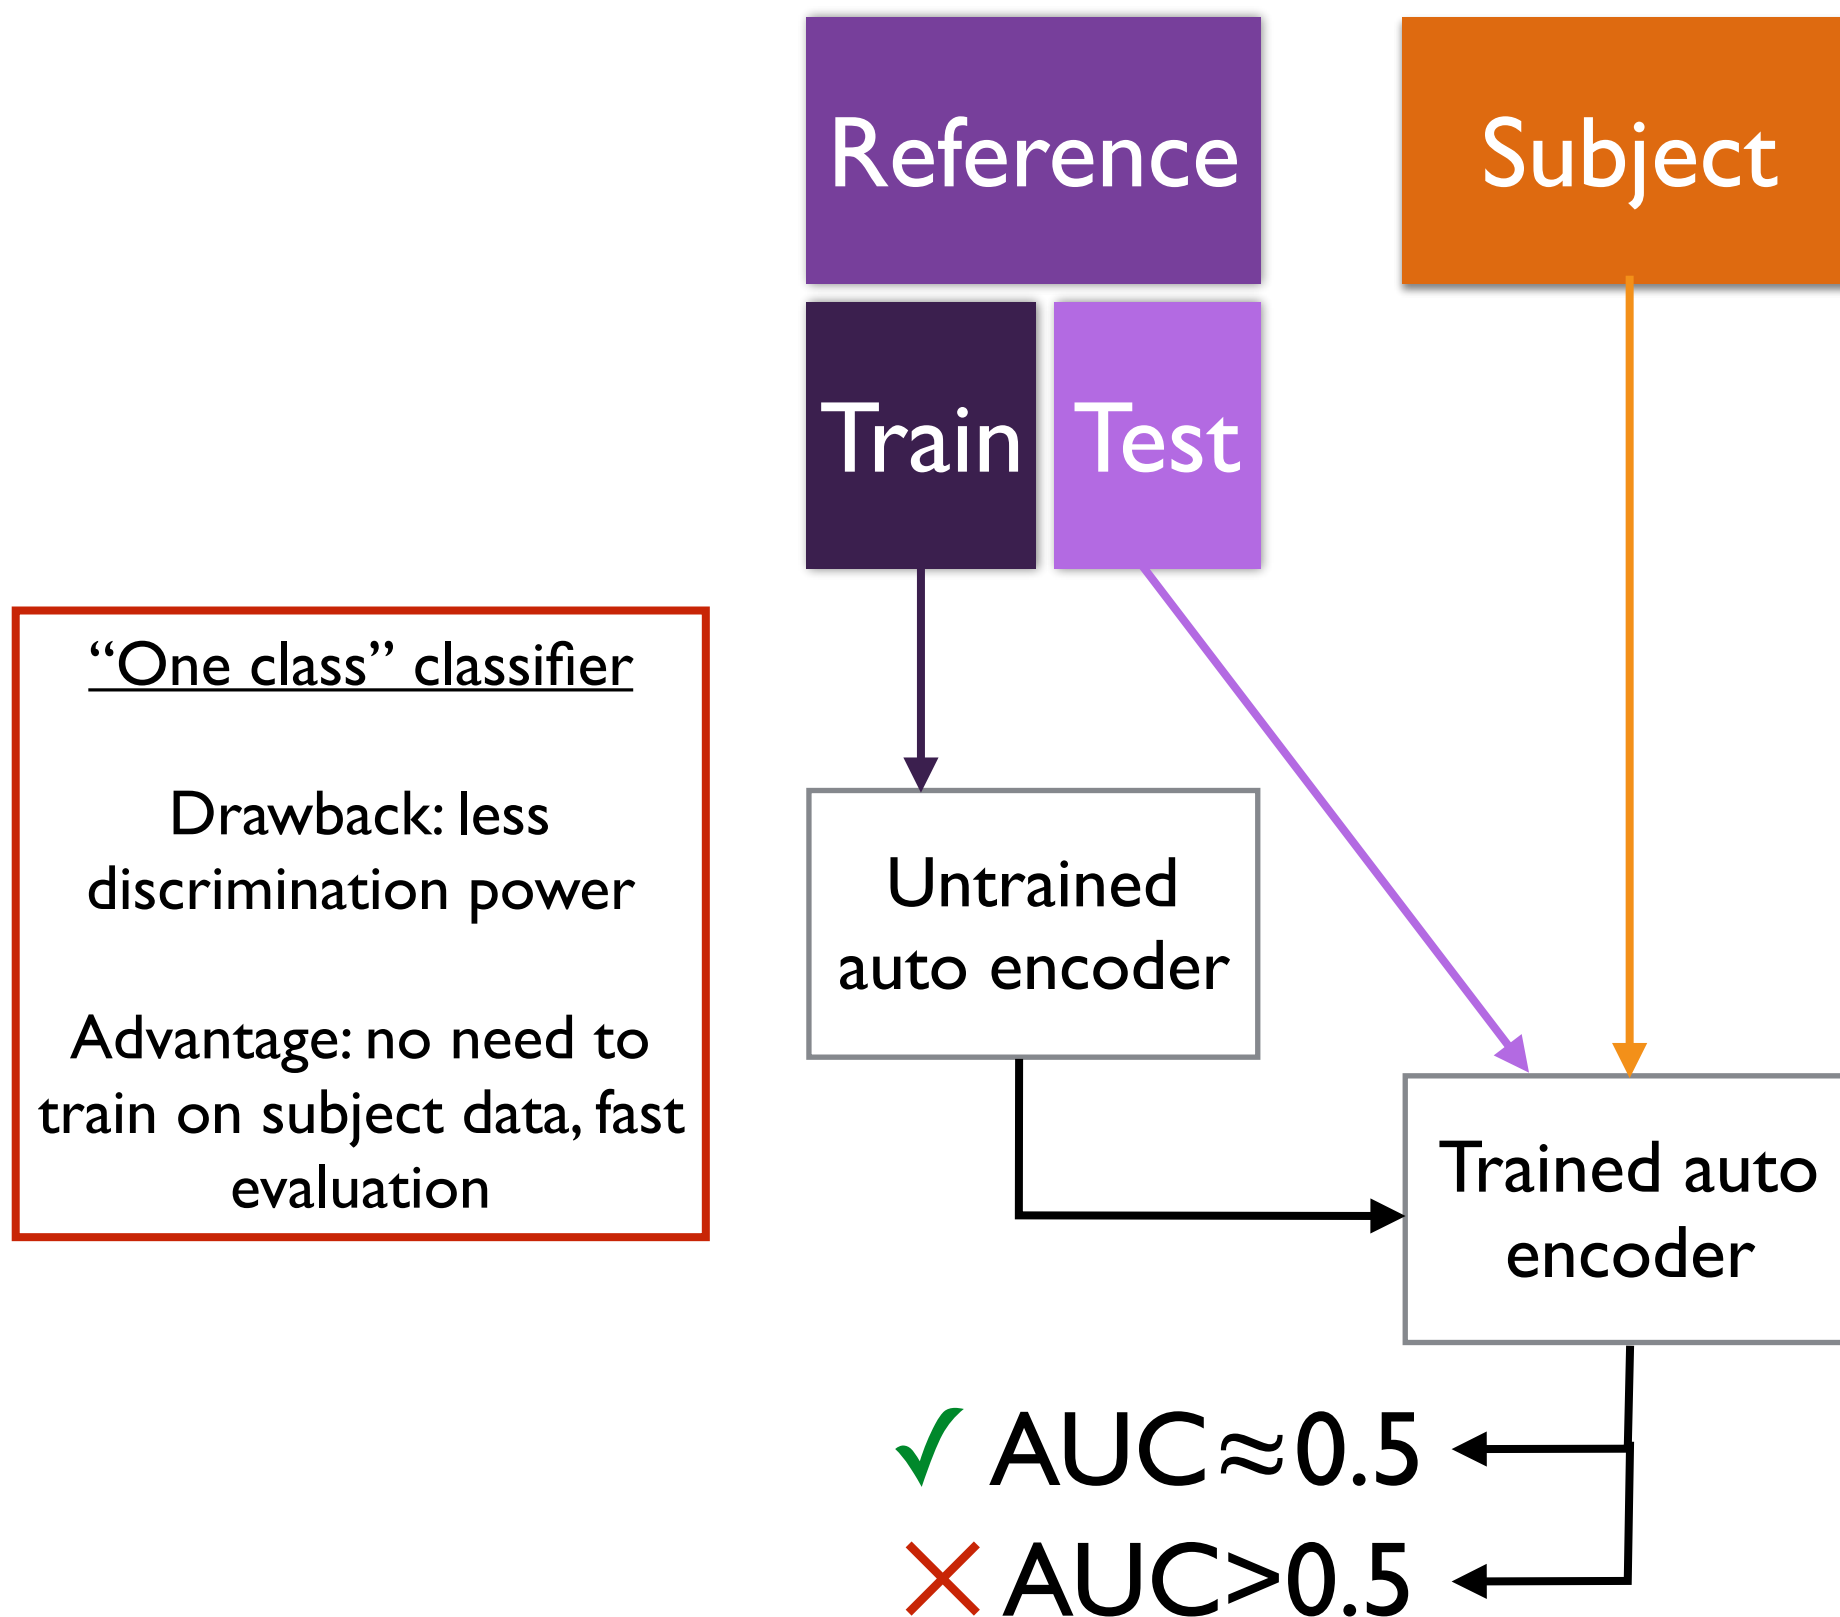 Reference
Subject
Train
Test
“One class” classifier
Drawback: less
discrimination power
Advantage: no need to
train on subject data, fast
evaluation
Untrained
auto encoder
Trained auto
encoder
✓ AUC≈0.5
✕ AUC>0.5